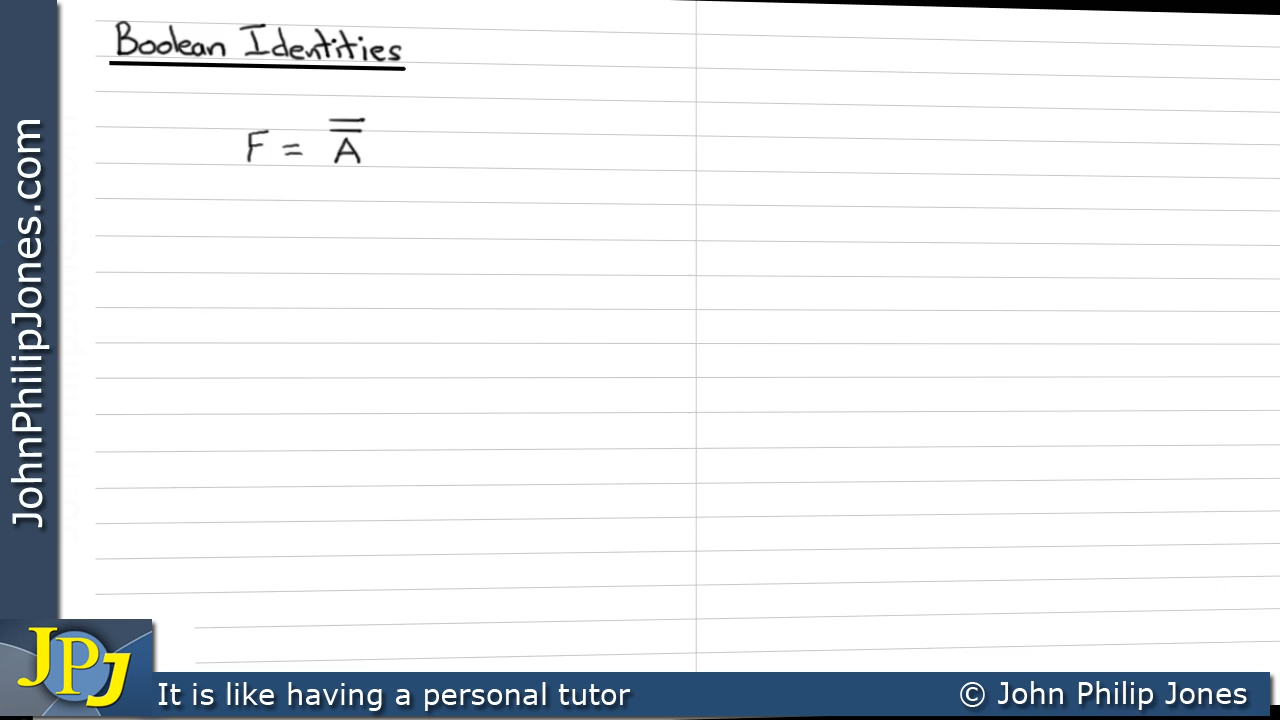 Boolean Identities
F = A̿
JohnPhilipJones.com
JPJ
It is like having a personal tutor
© John Philip Jones